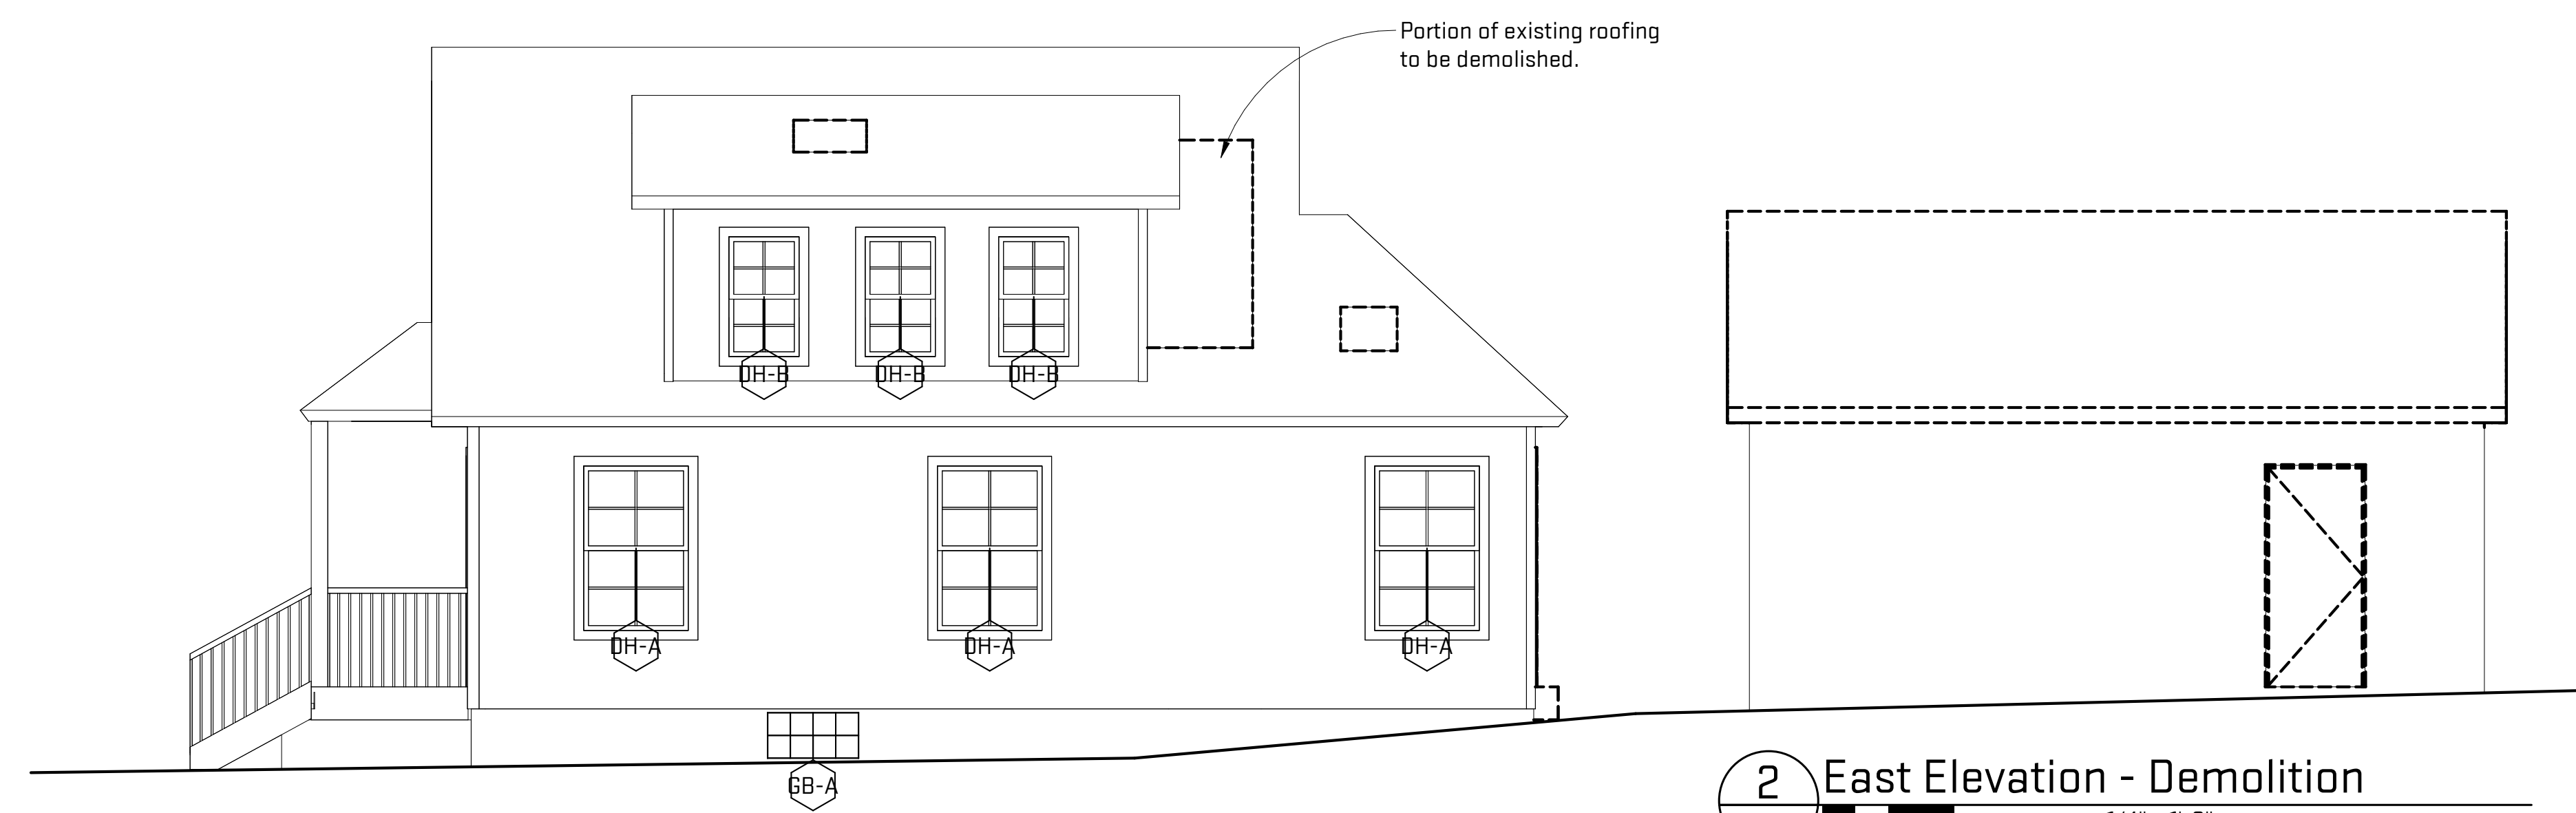 Portion of existing roofing
to be demolished.
DH-B DH-B DH-B
DH-A DH-A DH-A
GB-A
2 East Elevation - Demolition